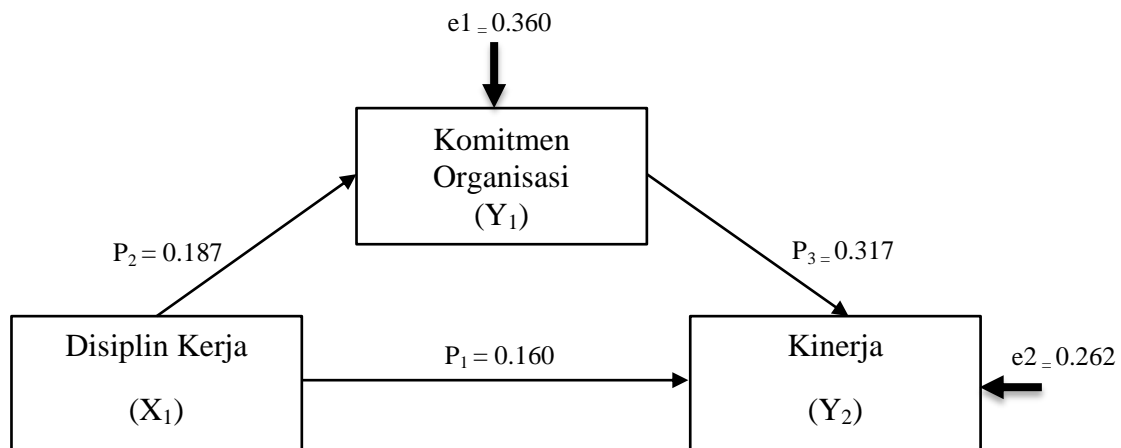 e1 = 0.360
Komitmen
Organisasi
(Y₁)
P₂ = 0.187
P₃ = 0.317
Disiplin Kerja
(X₁)
P₁ = 0.160
Kinerja
(Y₂)
e2 = 0.262